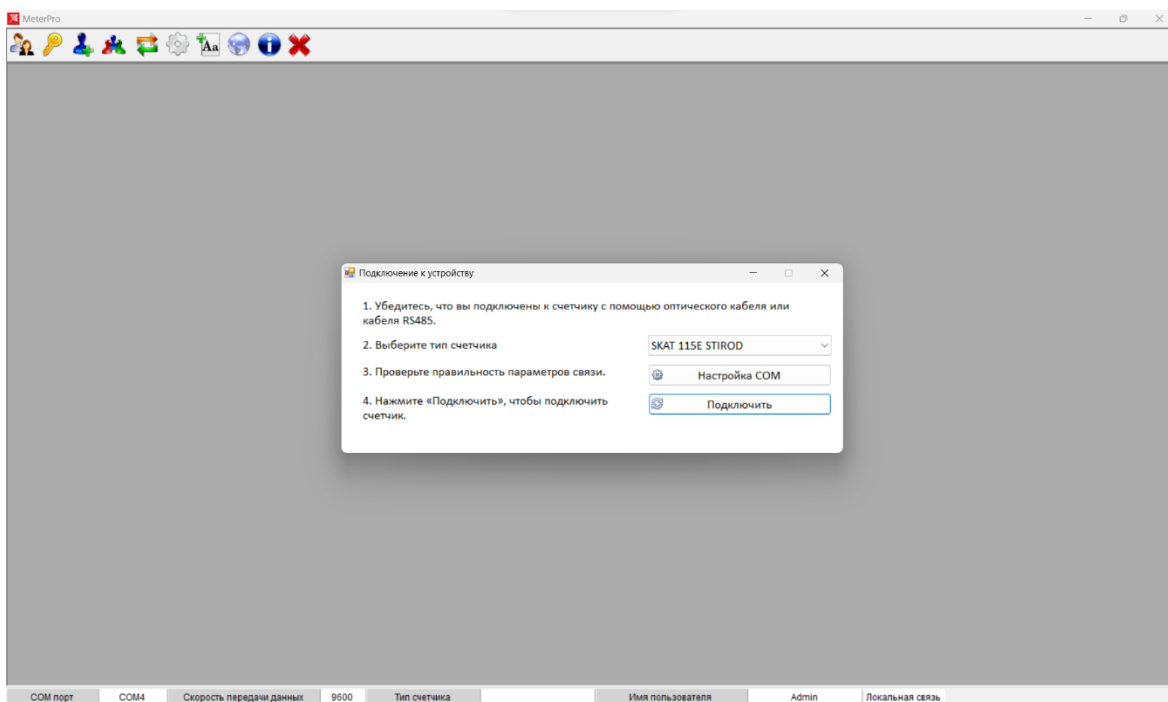 MeterPro
Aa
Подключение к устройству
1. Убедитесь, что вы подключены к счетчику с помощью оптического кабеля или
кабеля RS485.
2. Выберите тип счетчика
SKAT 115E STIROD
3. Проверьте правильность параметров связи.
Настройка COM
4. Нажмите «Подключить», чтобы подключить
счетчик.
Подключить
COM порт COM4 Скорость передачи данных 9600 Тип счетчика Имя пользователя Admin Локальная связь